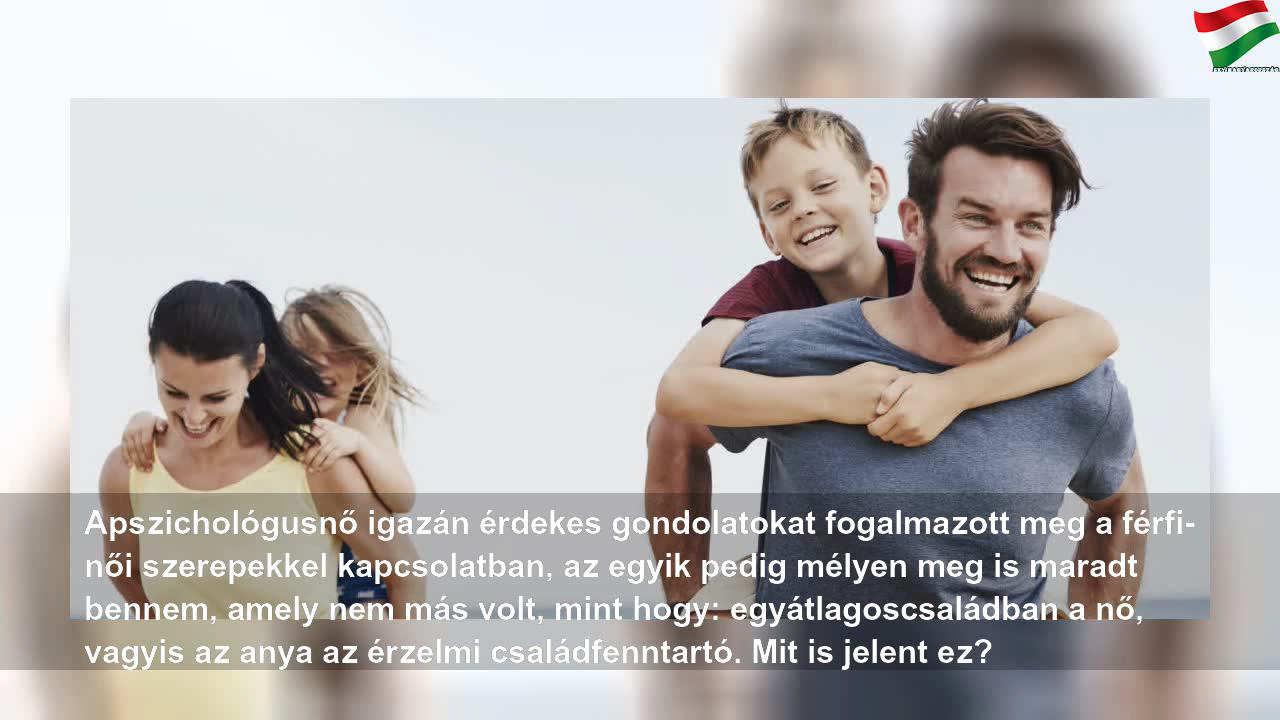 Apszichológusnő igazán érdekes gondolatokat fogalmazott meg a férfi-
női szerepekkel kapcsolatban, az egyik pedig mélyen meg is maradt
bennem, amely nem más volt, mint hogy: egyátlagoscsaládban a nő,
vagyis az anya az érzelmi családfenntartó. Mit is jelent ez?